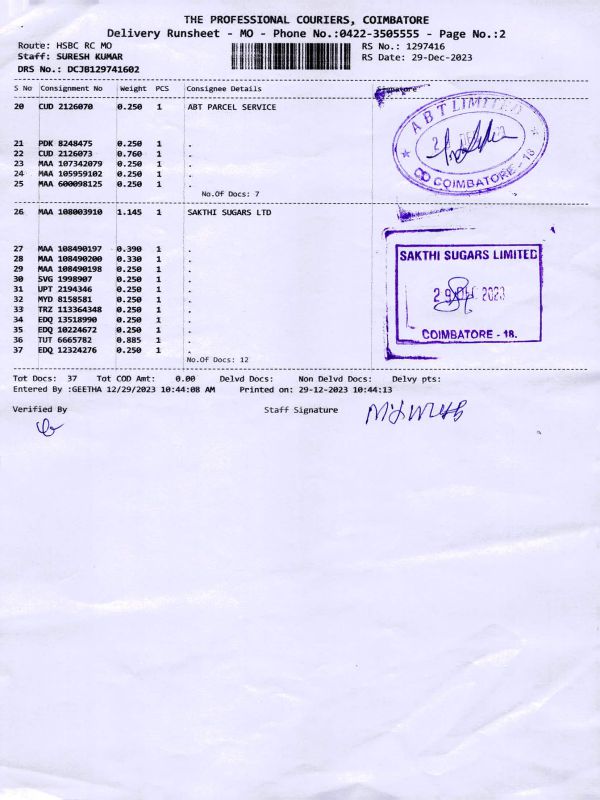 THE PROFESSIONAL COURIERS, COIMBATORE
Delivery Runsheet - MO - Phone No.:0422-3505555 - Page No.:2
Route: HSBC RC MO RS No.: 1297416
Staff: SURESH KUMAR RS Date: 29-Dec-2023
DRS No.: DCJB129741602
S No Consignment No Weight PCS Consignee Details Signature
20 CUD 2126070 0.250 1 ABT PARCEL SERVICE
ABT LIMITED
COIMBATORE - 18
21 PDK 8248475 0.250 1 .
22 CUD 2126073 0.760 1 .
23 MAA 107342079 0.250 1 .
24 MAA 105959102 0.250 1 .
25 MAA 600098125 0.250 1 .
No.Of Docs: 7
26 MAA 108003910 1.145 1 SAKTHI SUGARS LTD
SAKTHI SUGARS LIMITED
29 2023
COIMBATORE - 18.
27 MAA 108490197 0.390 1 .
28 MAA 108490200 0.330 1 .
29 MAA 108490198 0.250 1 .
30 SVG 1998907 0.250 1 .
31 UPT 2194346 0.250 1 .
32 MYD 8158581 0.250 1 .
33 TRZ 113364348 0.250 1 .
34 EDQ 13518990 0.250 1 .
35 EDQ 10224672 0.250 1 .
36 TUT 6665782 0.885 1 .
37 EDQ 12324276 0.250 1 .
No.Of Docs: 12
Tot Docs: 37 Tot COD Amt: 0.00 Delvd Docs: Non Delvd Docs: Delvy pts:
Entered By :GEETHA 12/29/2023 10:44:08 AM Printed on: 29-12-2023 10:44:13
Verified By Staff Signature